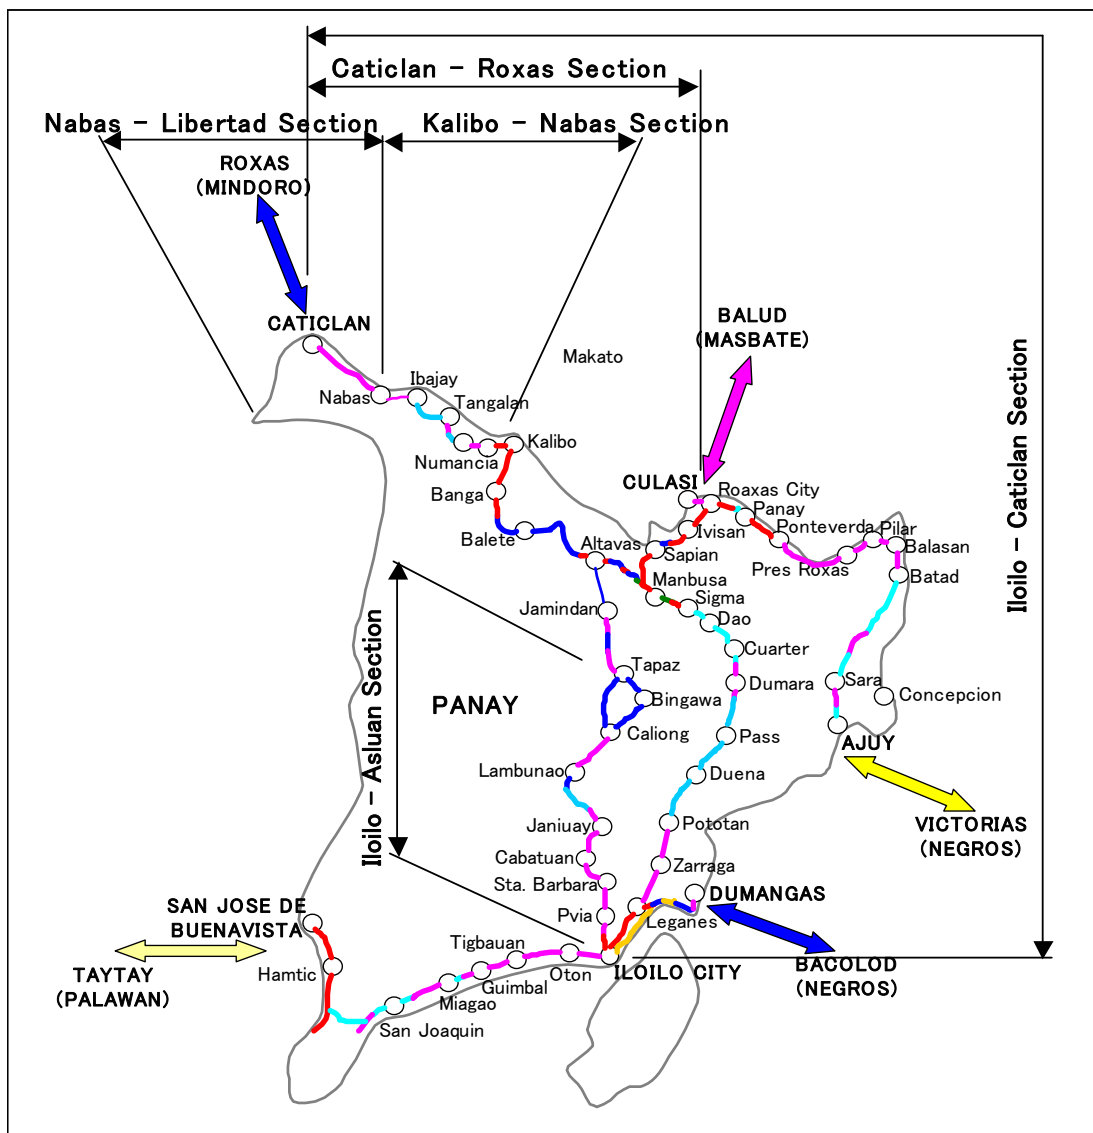 Caticlan – Roxas Section
Nabas – Libertad Section
Kalibo – Nabas Section
ROXAS
(MINDORO)
CATICLAN
BALUD
(MASBATE)
Makato
Iloilo – Caticlan Section
Nabas
Ibajay
Tangalan
Numancia
Kalibo
Banga
Balete
CULASI
Roaxas City
Panay
Ivisan
Ponteverda
Pilar
Altavas
Sapian
Balasan
Pres Roxas
Batad
Manbusa
Jamindan
Sigma
Dao
Cuarter
Iloilo – Asluan Section
PANAY
Tapaz
Bingawa
Dumara
Sara
Concepcion
Caliong
Pass
AJUY
Lambunao
Duena
VICTORIAS
(NEGROS)
Janiuay
Pototan
Cabatuan
Zarraga
Sta. Barbara
DUMANGAS
SAN JOSE DE
BUENAVISTA
Pvia
Leganes
Tigbauan
Oton
ILOILO CITY
BACOLOD
(NEGROS)
TAYTAY
(PALAWAN)
Hamtic
Guimbal
Miagao
San Joaquin